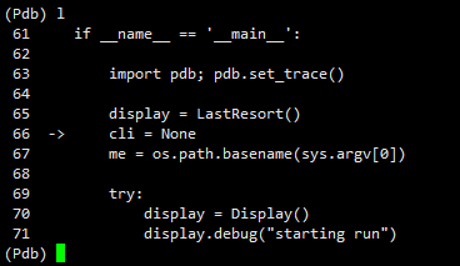 (Pdb) l
 61     if __name__ == '__main__':
 62
 63         import pdb; pdb.set_trace()
 64
 65         display = LastResort()
 66  ->     cli = None
 67         me = os.path.basename(sys.argv[0])
 68
 69         try:
 70             display = Display()
 71             display.debug("starting run")
(Pdb)